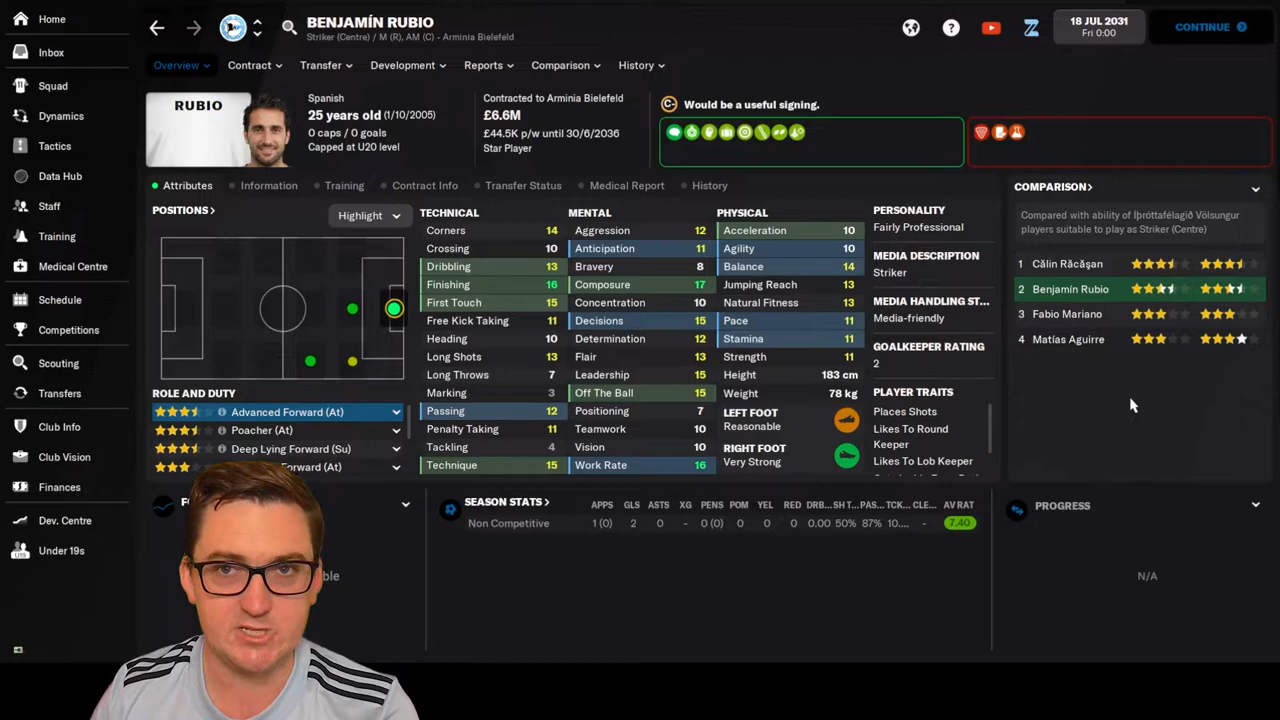 Home
Inbox
Squad
Dynamics
Tactics
Data Hub
Staff
Training
Medical Centre
Schedule
Competitions
Scouting
Transfers
Club Info
Club Vision
Finances
Dev. Centre
Under 19s
BENJAMÍN RUBIO
Striker (Centre) / M (R), AM (C) - Arminia Bielefeld
18 JUL 2031
Fri 0:00
CONTINUE
Overview
Contract
Transfer
Development
Reports
Comparison
History
RUBIO
Spanish
25 years old (1/10/2005)
0 caps / 0 goals
Capped at U20 level
Contracted to Arminia Bielefeld
£6.6M
£44.5K p/w until 30/6/2036
Star Player
C- Would be a useful signing.
Attributes
Information
Training
Contract Info
Transfer Status
Medical Report
History
POSITIONS>
Highlight
ROLE AND DUTY
Advanced Forward (At)
Poacher (At)
Deep Lying Forward (Su)
Forward (At)
TECHNICAL
Corners 14
Crossing 10
Dribbling 13
Finishing 16
First Touch 15
Free Kick Taking 11
Heading 10
Long Shots 13
Long Throws 7
Marking 3
Passing 12
Penalty Taking 11
Tackling 4
Technique 15
MENTAL
Aggression 12
Anticipation 11
Bravery 8
Composure 17
Concentration 10
Decisions 15
Determination 12
Flair 13
Leadership 15
Off The Ball 15
Positioning 7
Teamwork 10
Vision 10
Work Rate 16
PHYSICAL
Acceleration 10
Agility 10
Balance 14
Jumping Reach 13
Natural Fitness 13
Pace 11
Stamina 11
Strength 11
Height 183 cm
Weight 78 kg
LEFT FOOT
Reasonable
RIGHT FOOT
Very Strong
PERSONALITY
Fairly Professional
MEDIA DESCRIPTION
Striker
MEDIA HANDLING ST...
Media-friendly
GOALKEEPER RATING
2
PLAYER TRAITS
Places Shots
Likes To Round
Keeper
Likes To Lob Keeper
COMPARISON>
Compared with ability of Íþróttafélagið Völsungur
players suitable to play as Striker (Centre)
1 Călin Răcăşan
2 Benjamín Rubio
3 Fabio Mariano
4 Matías Aguirre
SEASON STATS>
APPS GLS ASTS XG PENS POM YEL RED DRB... SH T... PAS... TCK... CLE... AV RAT
Non Competitive 1 (0) 2 0 - 0 (0) 0 0 0 0.00 50% 87% 10.... - 7.40
PROGRESS
N/A